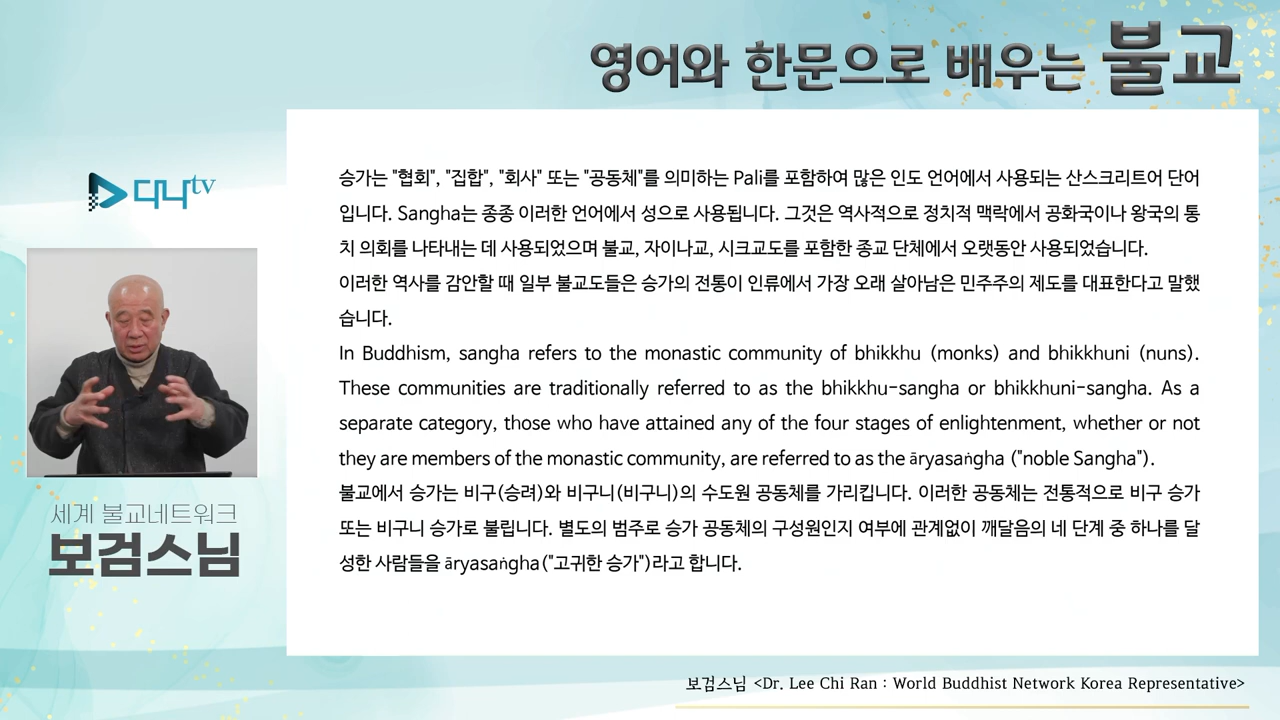 영어와 한문으로 배우는 불교
디나tv
승가는 "협회", "집합", "회사" 또는 "공동체"를 의미하는 Pali를 포함하여 많은 인도 언어에서 사용되는 산스크리트어 단어
입니다. Sangha는 종종 이러한 언어에서 성으로 사용됩니다. 그것은 역사적으로 정치적 맥락에서 공화국이나 왕국의 통
치 의회를 나타내는 데 사용되었으며 불교, 자이나교, 시크교도를 포함한 종교 단체에서 오랫동안 사용되었습니다.
이러한 역사를 감안할 때 일부 불교도들은 승가의 전통이 인류에서 가장 오래 살아남은 민주주의 제도를 대표한다고 말했
습니다.
In Buddhism, sangha refers to the monastic community of bhikkhu (monks) and bhikkhuni (nuns).
These communities are traditionally referred to as the bhikkhu-sangha or bhikkhuni-sangha. As a
separate category, those who have attained any of the four stages of enlightenment, whether or not
they are members of the monastic community, are referred to as the āryasaṅgha ("noble Sangha").
불교에서 승가는 비구(승려)와 비구니(비구니)의 수도원 공동체를 가리킵니다. 이러한 공동체는 전통적으로 비구 승가
또는 비구니 승가로 불립니다. 별도의 범주로 승가 공동체의 구성원인지 여부에 관계없이 깨달음의 네 단계 중 하나를 달
성한 사람들을 āryasaṅgha("고귀한 승가")라고 합니다.
세계 불교네트워크
보검스님
보검스님 <Dr. Lee Chi Ran : World Buddhist Network Korea Representative>